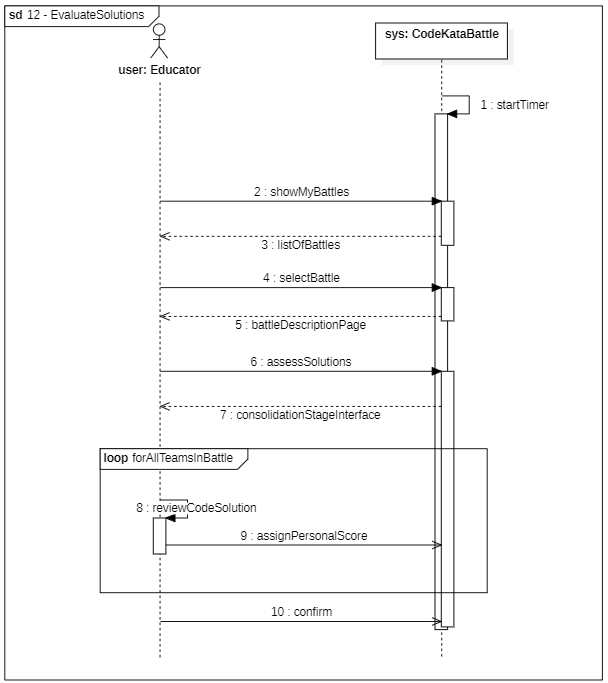 sd 12 - EvaluateSolutions
sys: CodeKataBattle
user: Educator
1 : startTimer
2 : showMyBattles
3 : listOfBattles
4 : selectBattle
5 : battleDescriptionPage
6 : assessSolutions
7 : consolidationStageInterface
loop forAllTeamsInBattle
8 : reviewCodeSolution
9 : assignPersonalScore
10 : confirm